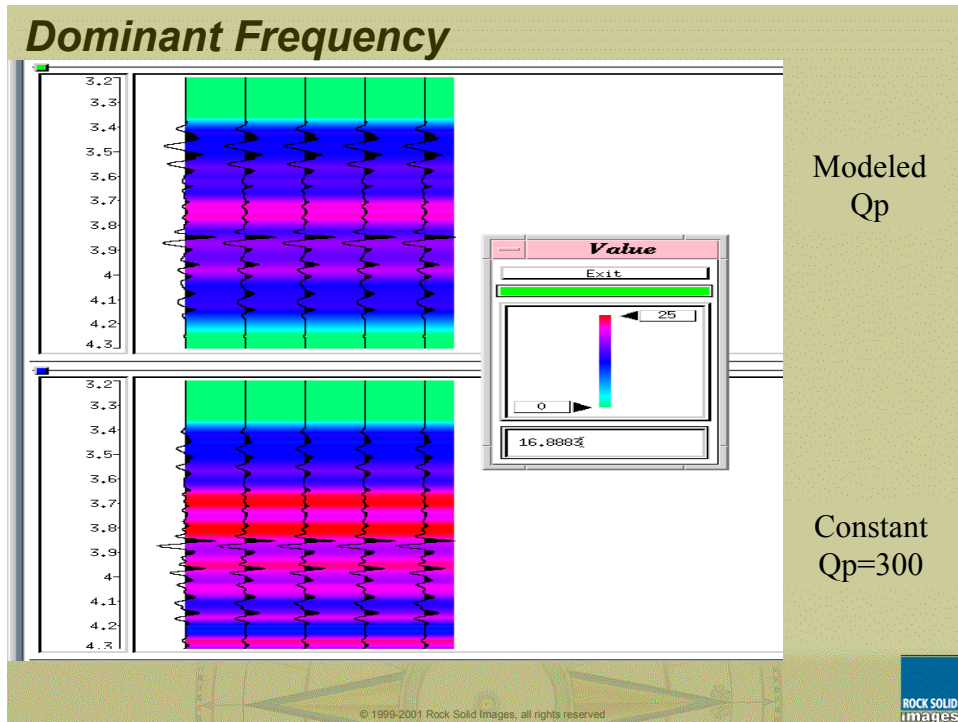 Dominant Frequency
3.2
3.3
3.4
3.5
3.6
3.7
3.8
3.9
4
4.1
4.2
4.3
Modeled
Qp
Value
Exit
25
0
16.8883
3.2
3.3
3.4
3.5
3.6
3.7
3.8
3.9
4
4.1
4.2
4.3
Constant
Qp=300
© 1999-2001 Rock Solid Images, all rights reserved
ROCK SOLID
images